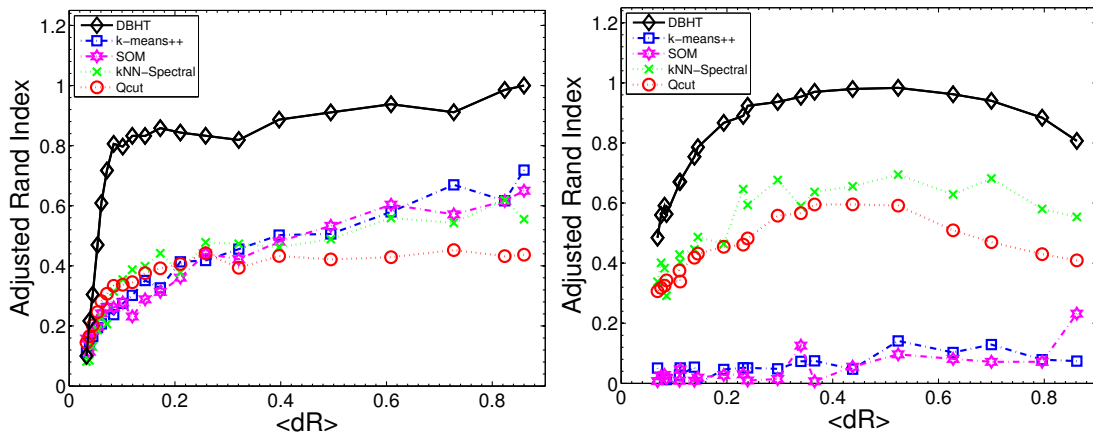 1.2
1
0.8
0.6
0.4
0.2
0
Adjusted Rand Index
DBHT
k−means++
SOM
kNN−Spectral
Qcut
0
0.2
0.4
0.6
0.8
<dR>
1.2
1
0.8
0.6
0.4
0.2
0
Adjusted Rand Index
DBHT
k−means++
SOM
kNN−Spectral
Qcut
0
0.2
0.4
0.6
0.8
<dR>